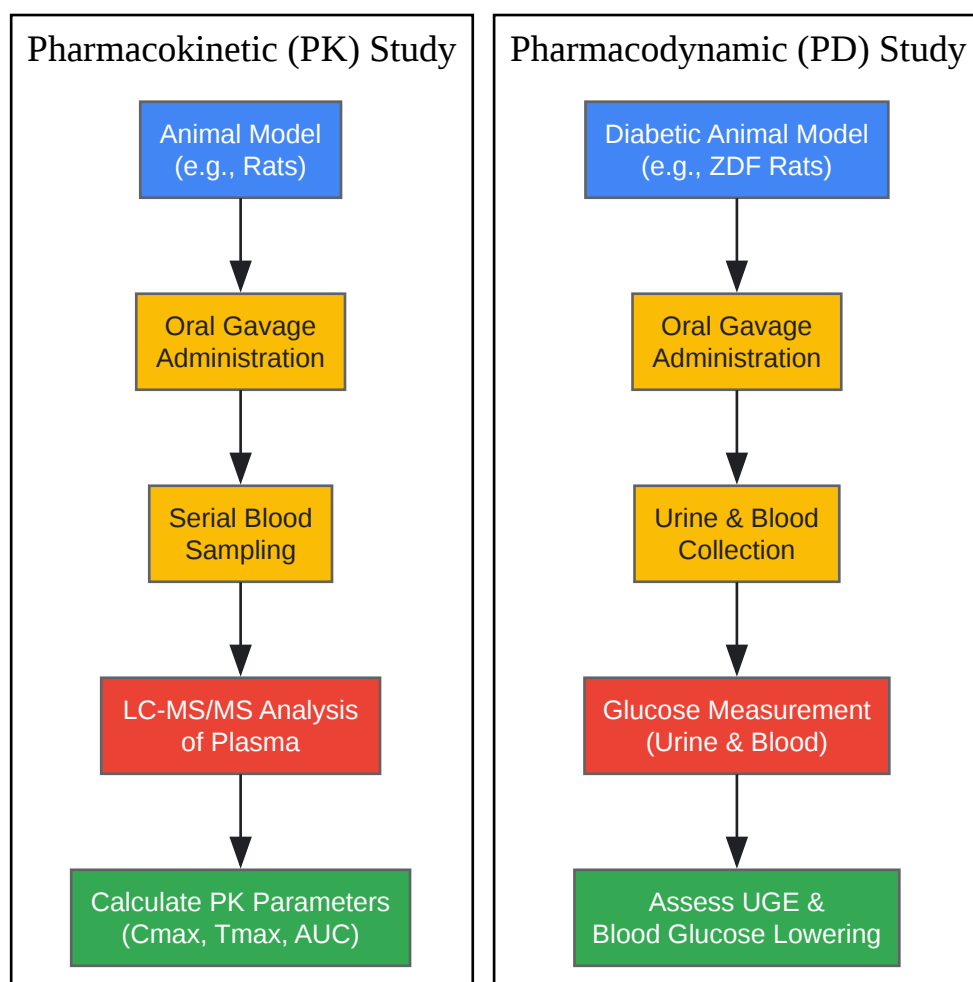 Pharmacokinetic (PK) Study
Animal Model
(e.g., Rats)
Oral Gavage
Administration
Serial Blood
Sampling
LC-MS/MS Analysis
of Plasma
Calculate PK Parameters
(Cmax, Tmax, AUC)
Pharmacodynamic (PD) Study
Diabetic Animal Model
(e.g., ZDF Rats)
Oral Gavage
Administration
Urine & Blood
Collection
Glucose Measurement
(Urine & Blood)
Assess UGE &
Blood Glucose Lowering